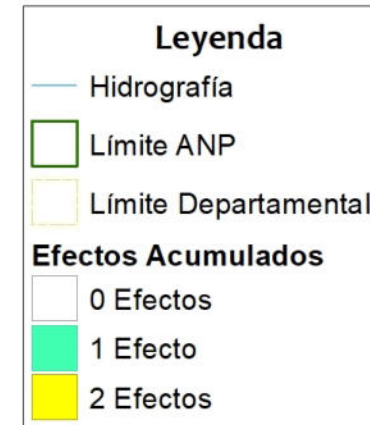 Leyenda
Hidrografía
Límite ANP
Límite Departamental
Efectos Acumulados
0 Efectos
1 Efecto
2 Efectos